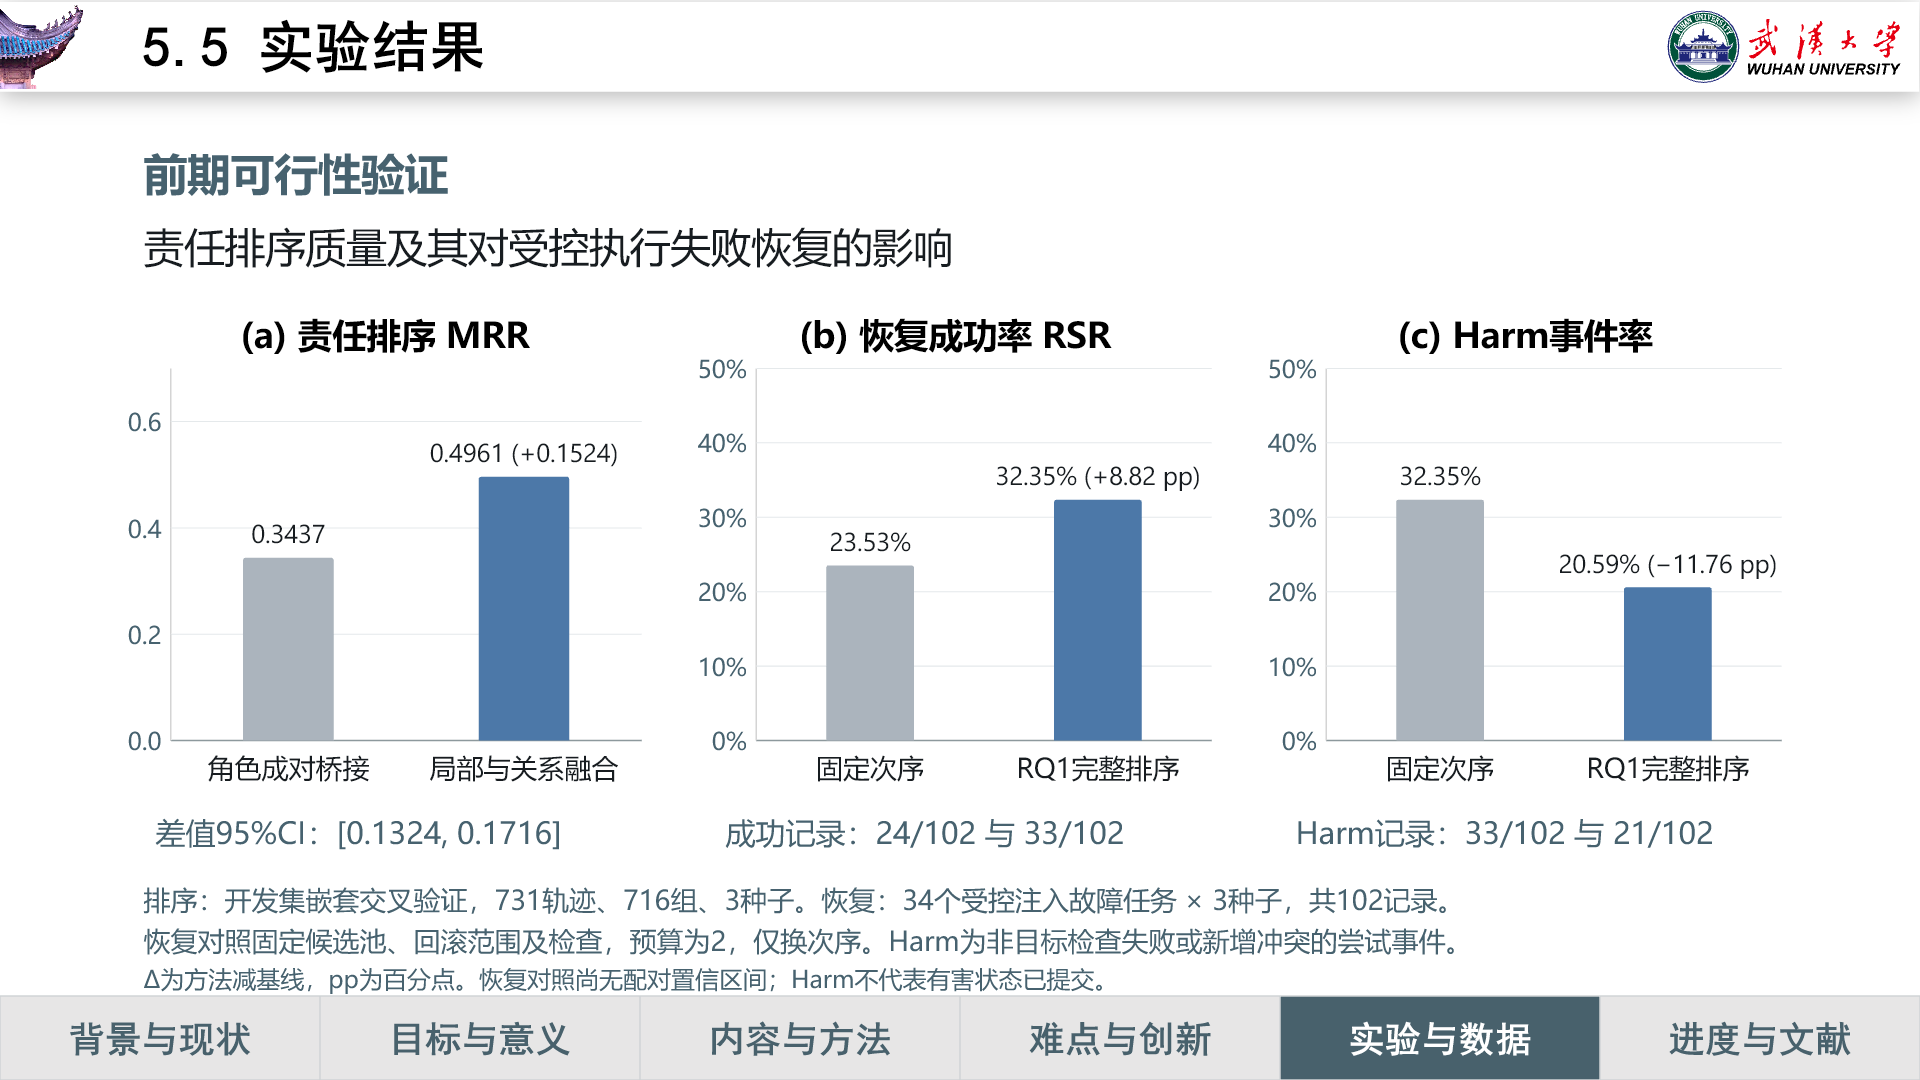 5.5 实验结果
武汉大学
WUHAN UNIVERSITY
前期可行性验证
责任排序质量及其对受控执行失败恢复的影响
(a) 责任排序 MRR
0.6
0.4
0.2
0.0
0.3437
0.4961 (+0.1524)
角色成对桥接
局部与关系融合
差值95%CI：[0.1324, 0.1716]
(b) 恢复成功率 RSR
50%
40%
30%
20%
10%
0%
23.53%
32.35% (+8.82 pp)
固定次序
RQ1完整排序
成功记录：24/102 与 33/102
(c) Harm事件率
50%
40%
30%
20%
10%
0%
32.35%
20.59% (−11.76 pp)
固定次序
RQ1完整排序
Harm记录：33/102 与 21/102
排序：开发集嵌套交叉验证，731轨迹、716组、3种子。恢复：34个受控注入故障任务 × 3种子，共102记录。
恢复对照固定候选池、回滚范围及检查，预算为2，仅换次序。Harm为非目标检查失败或新增冲突的尝试事件。
Δ为方法减基线，pp为百分点。恢复对照尚无配对置信区间；Harm不代表有害状态已提交。
背景与现状
目标与意义
内容与方法
难点与创新
实验与数据
进度与文献